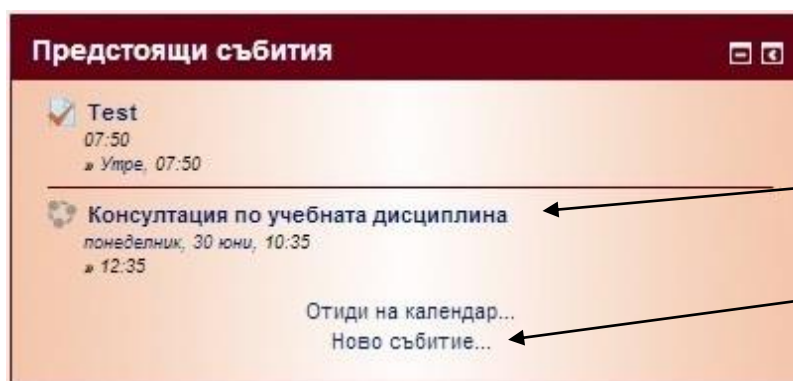 Предстоящи събития
Test
07:50
» Утре, 07:50
Консултация по учебната дисциплина
понеделник, 30 юни, 10:35
» 12:35
Отиди на календар...
Ново събитие...